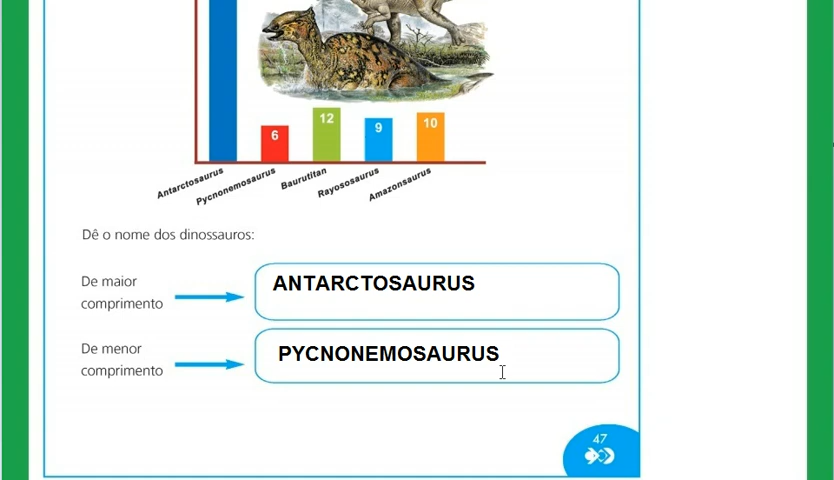 6
12
9
10
Antarctosaurus
Pycnonemosaurus
Baurutitan
Rayososaurus
Amazonsaurus
Dê o nome dos dinossauros:
De maior
comprimento
ANTARCTOSAURUS
De menor
comprimento
PYCNONEMOSAURUS
47